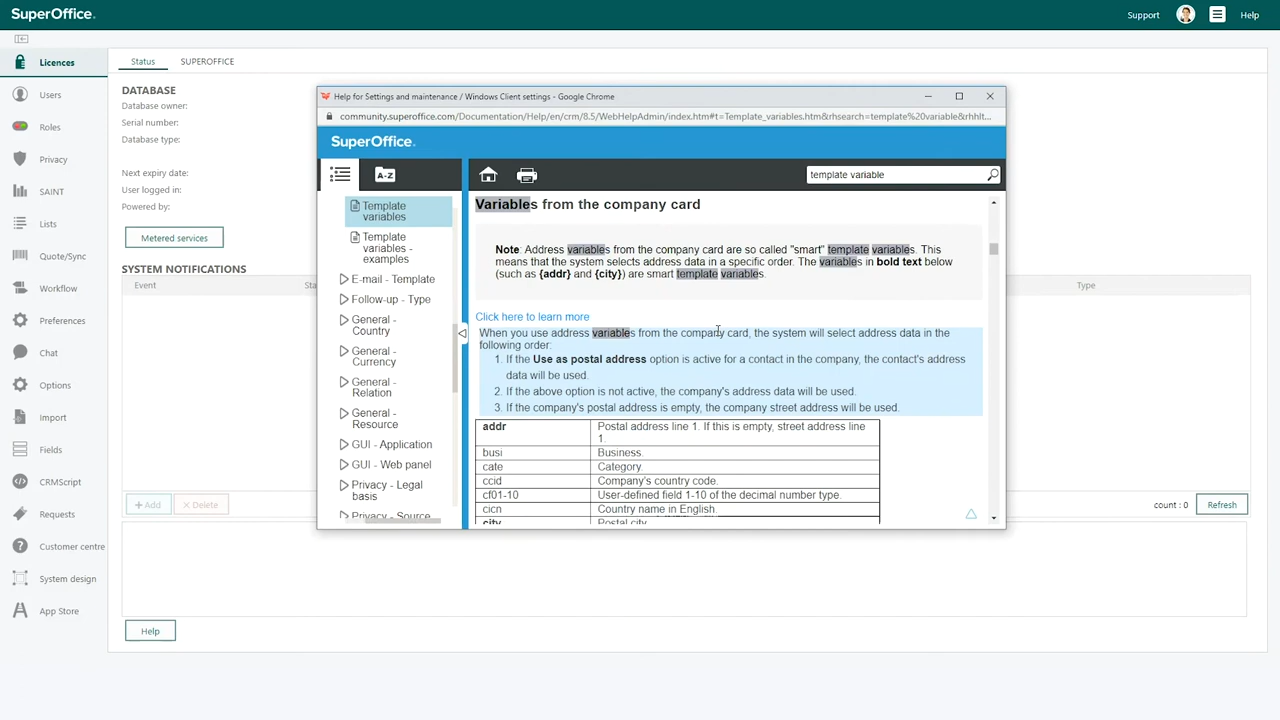 SuperOffice.
Support
Help
Licences
Users
Roles
Privacy
SAINT
Lists
Quote/Sync
Workflow
Preferences
Chat
Options
Import
Fields
CRMScript
Requests
Customer centre
System design
App Store
Status
SUPEROFFICE
DATABASE
Database owner:
Serial number:
Database type:
Next expiry date:
User logged in:
Powered by:
Metered services
SYSTEM NOTIFICATIONS
Event
Sta
Type
+ Add
× Delete
count : 0
Refresh
Help
Help for Settings and maintenance / Windows Client settings - Google Chrome
community.superoffice.com/Documentation/Help/en/crm/8.5/WebHelpAdmin/index.htm#t=Template_variables.htm&rhsearch=template%20variable&rhhlt...
SuperOffice.
A-Z
template variable
Template
variables
Template
variables -
examples
E-mail - Template
Follow-up - Type
General -
Country
General -
Currency
General -
Relation
General -
Resource
GUI - Application
GUI - Web panel
Privacy - Legal
basis
Privacy - Source
Variables from the company card
Note: Address variables from the company card are so called "smart" template variables. This
means that the system selects address data in a specific order. The variables in bold text below
(such as {addr} and {city}) are smart template variables.
Click here to learn more
When you use address variables from the company card, the system will select address data in the
following order:
1. If the Use as postal address option is active for a contact in the company, the contact's address
data will be used.
2. If the above option is not active, the company's address data will be used.
3. If the company's postal address is empty, the company street address will be used.
addr Postal address line 1. If this is empty, street address line
1.
busi Business.
cate Category.
ccid Company's country code.
cf01-10 User-defined field 1-10 of the decimal number type.
cicn Country name in English.
city Postal city